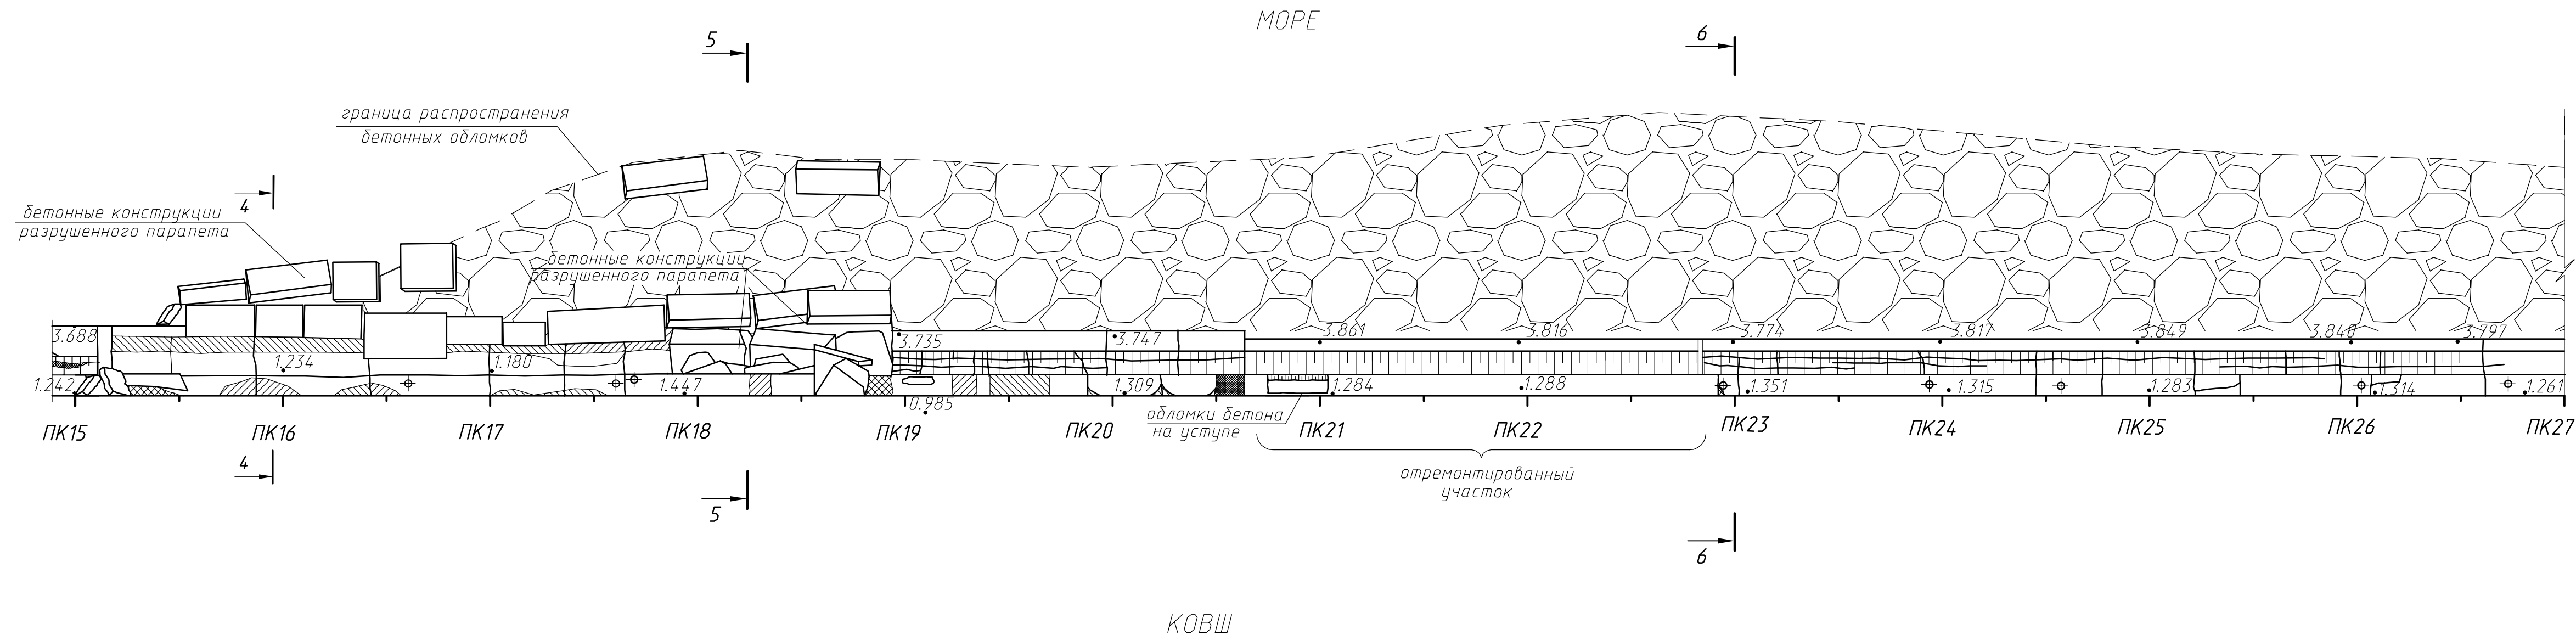 МОРЕ
5
6
граница распространения
бетонных обломков
4
бетонные конструкции
разрушенного парапета
бетонные конструкции
разрушенного парапета
3.688
3.735
3.747
3.861
3.816
3.774
3.817
3.849
3.840
3.797
1.242
1.234
1.180
1.447
0.985
1.309
1.284
1.288
1.351
1.315
1.283
1.314
1.261
обломки бетона
на уступе
ПК15
ПК16
ПК17
ПК18
ПК19
ПК20
ПК21
ПК22
ПК23
ПК24
ПК25
ПК26
ПК27
4
отремонтированный
участок
5
6
КОВШ